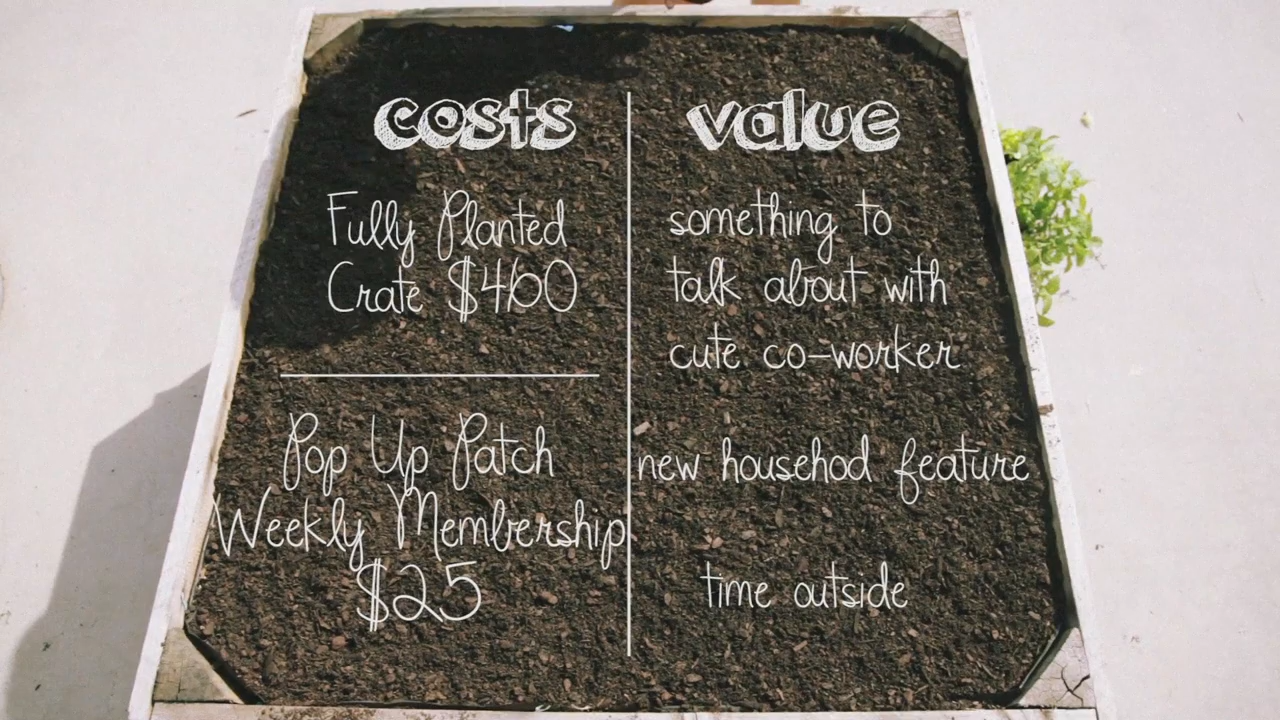 costs
Fully Planted
Crate $460
Pop Up Patch
Weekly Membership
$25
value
something to
talk about with
cute co-worker
new househod feature
time outside